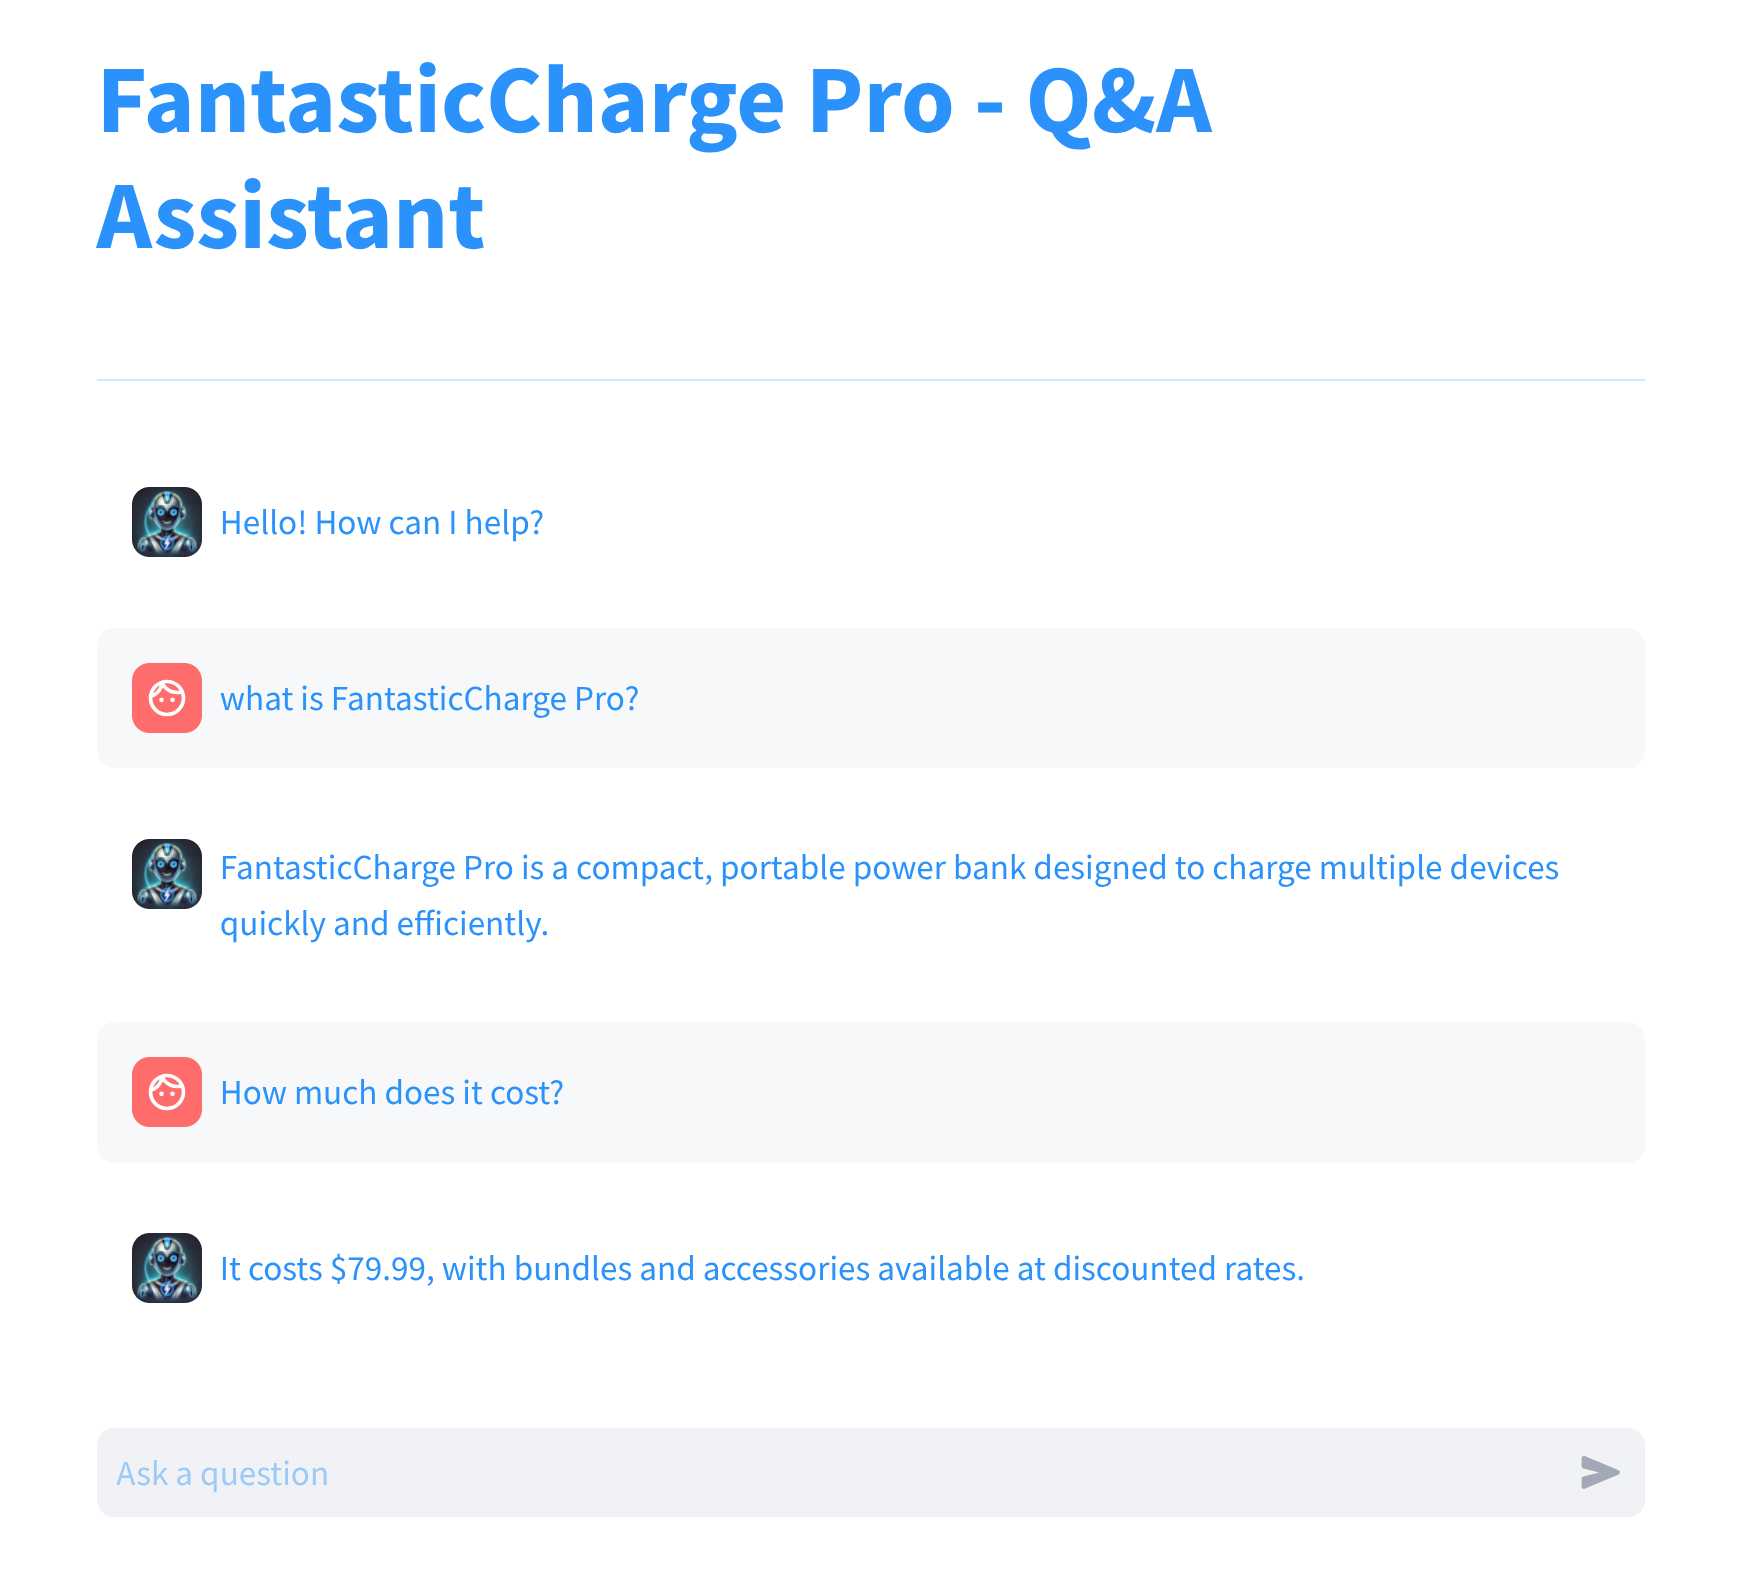 FantasticCharge Pro - Q&A
Assistant
Hello! How can I help?
what is FantasticCharge Pro?
FantasticCharge Pro is a compact, portable power bank designed to charge multiple devices
quickly and efficiently.
How much does it cost?
It costs $79.99, with bundles and accessories available at discounted rates.
Ask a question